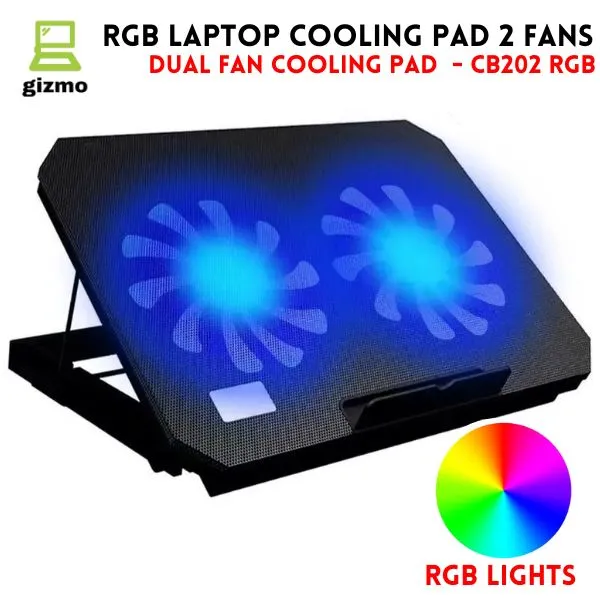 RGB LAPTOP COOLING PAD 2 FANS
DUAL FAN COOLING PAD - CB202 RGB
gizmo
RGB LIGHTS